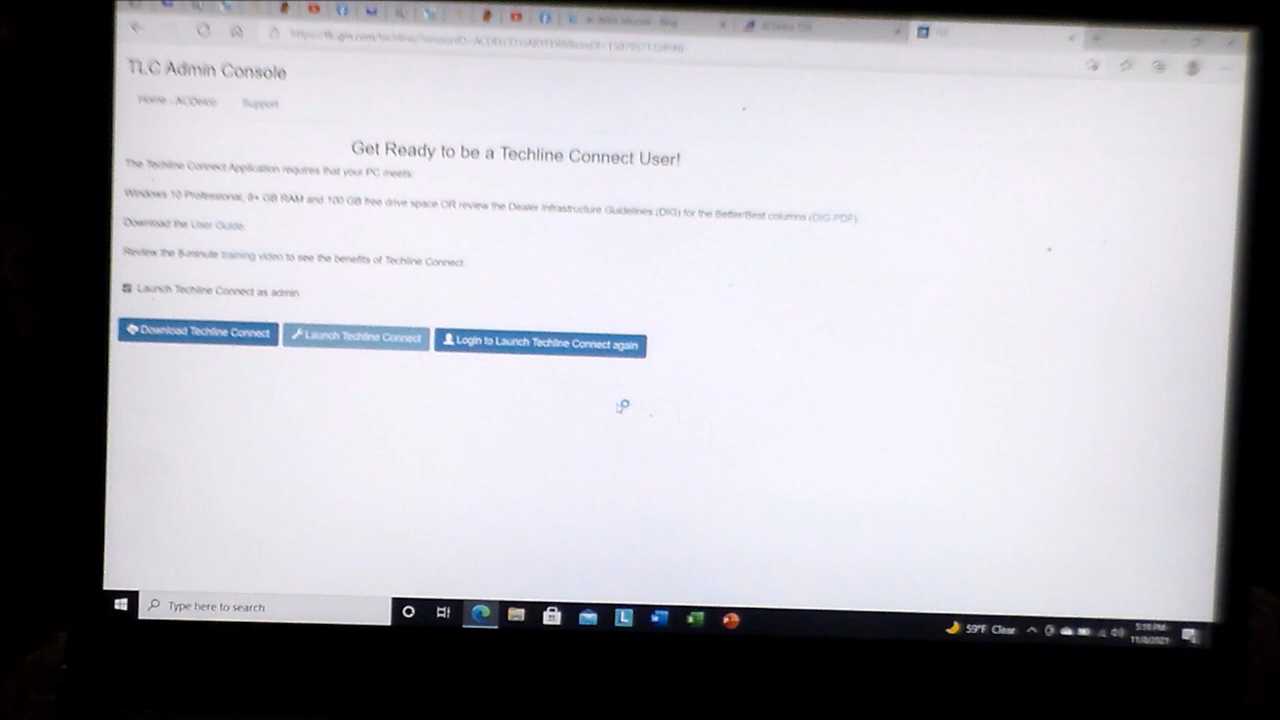 TLC Admin Console
Home - ACDelco Support
Get Ready to be a Techline Connect User!
The Techline Connect Application requires that your PC meets
Windows 10 Professional, 8+ GB RAM and 100 GB free drive space OR review the Dealer Infrastructure Guidelines (DIG) for the Better/Best columns (DIG PDF)
Download the User Guide.
Review the 8-minute training video to see the benefits of Techline Connect.
Launch Techline Connect as admin
Download Techline Connect Launch Techline Connect Login to Launch Techline Connect again
Type here to search
59°F Clear